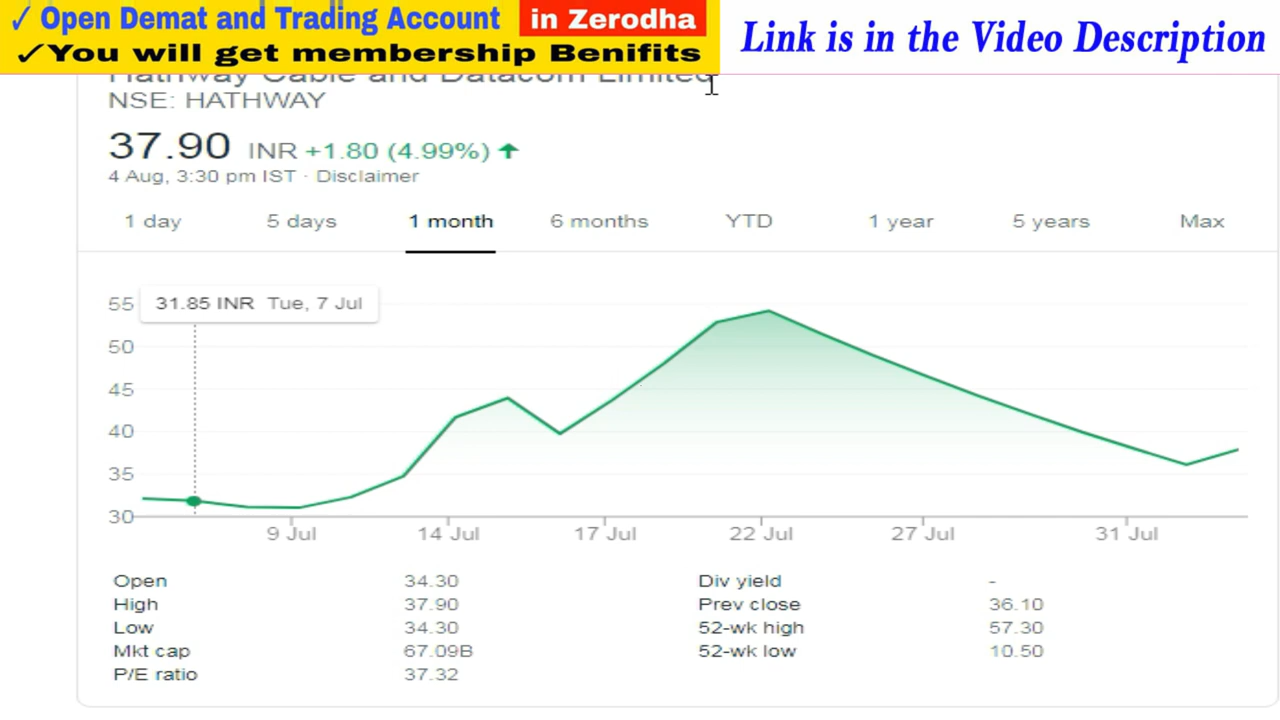 ✓ Open Demat and Trading Account in Zerodha
✓You will get membership Benifits
Link is in the Video Description
Hathway Cable and Datacom Limited
NSE: HATHWAY
37.90 INR +1.80 (4.99%) ↑
4 Aug, 3:30 pm IST · Disclaimer
1 day 5 days 1 month 6 months YTD 1 year 5 years Max
31.85 INR Tue, 7 Jul
55
50
45
40
35
30
9 Jul 14 Jul 17 Jul 22 Jul 27 Jul 31 Jul
Open 34.30 Div yield -
High 37.90 Prev close 36.10
Low 34.30 52-wk high 57.30
Mkt cap 67.09B 52-wk low 10.50
P/E ratio 37.32